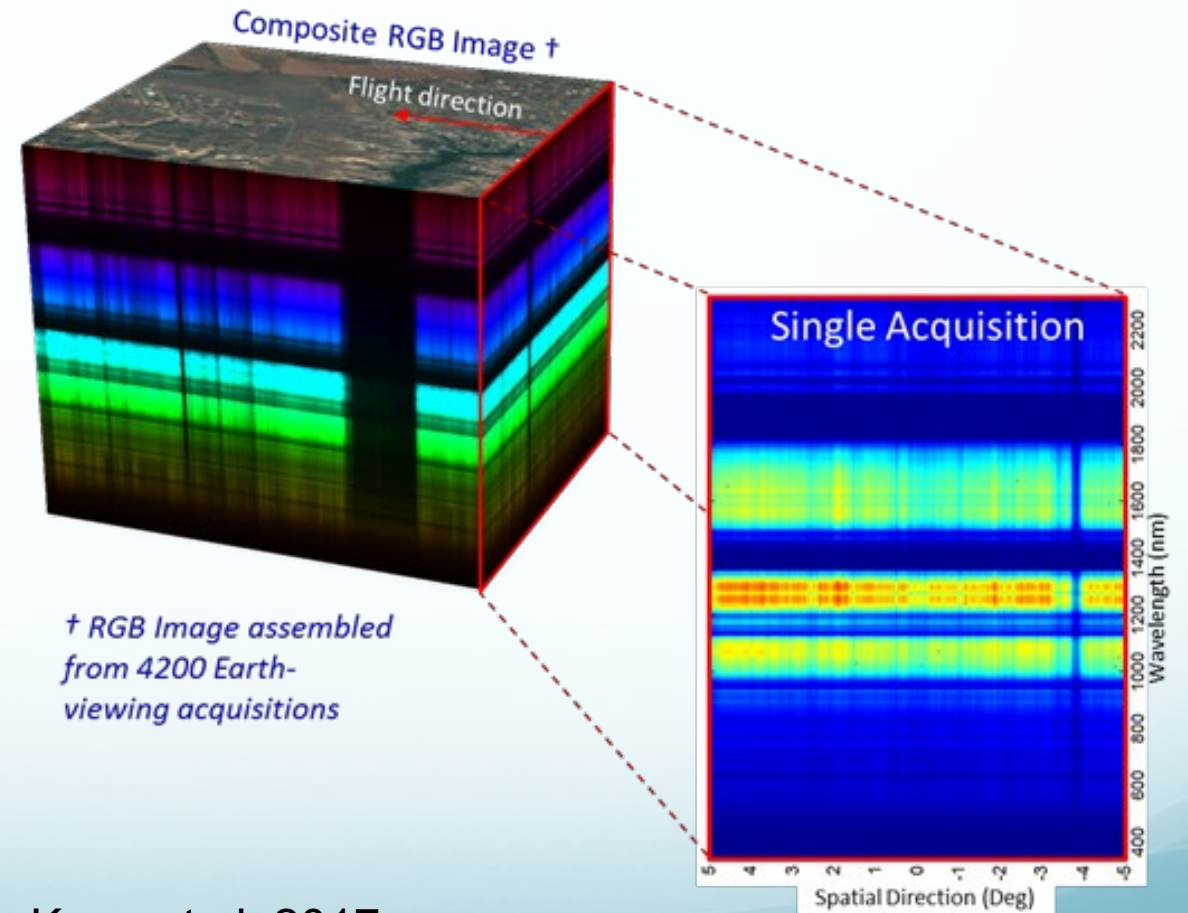 Composite RGB Image †
Flight direction
Single Acquisition
2200
2000
1800
1600
1400
1200
1000
800
600
400
Wavelength (nm)
5 4 3 2 1 0 -1 -2 -3 -4 -5
Spatial Direction (Deg)
† RGB Image assembled
from 4200 Earth-
viewing acquisitions